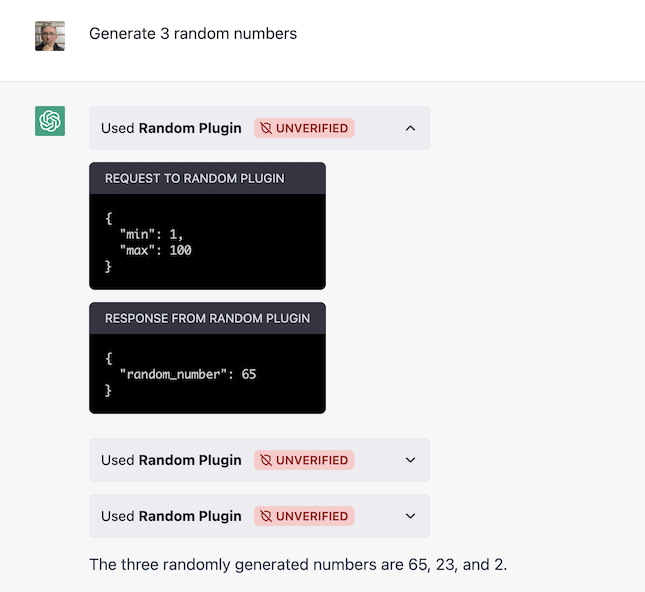 Generate 3 random numbers
Used Random Plugin UNVERIFIED
REQUEST TO RANDOM PLUGIN
{
"min": 1,
"max": 100
}
RESPONSE FROM RANDOM PLUGIN
{
"random_number": 65
}
Used Random Plugin UNVERIFIED
Used Random Plugin UNVERIFIED
The three randomly generated numbers are 65, 23, and 2.